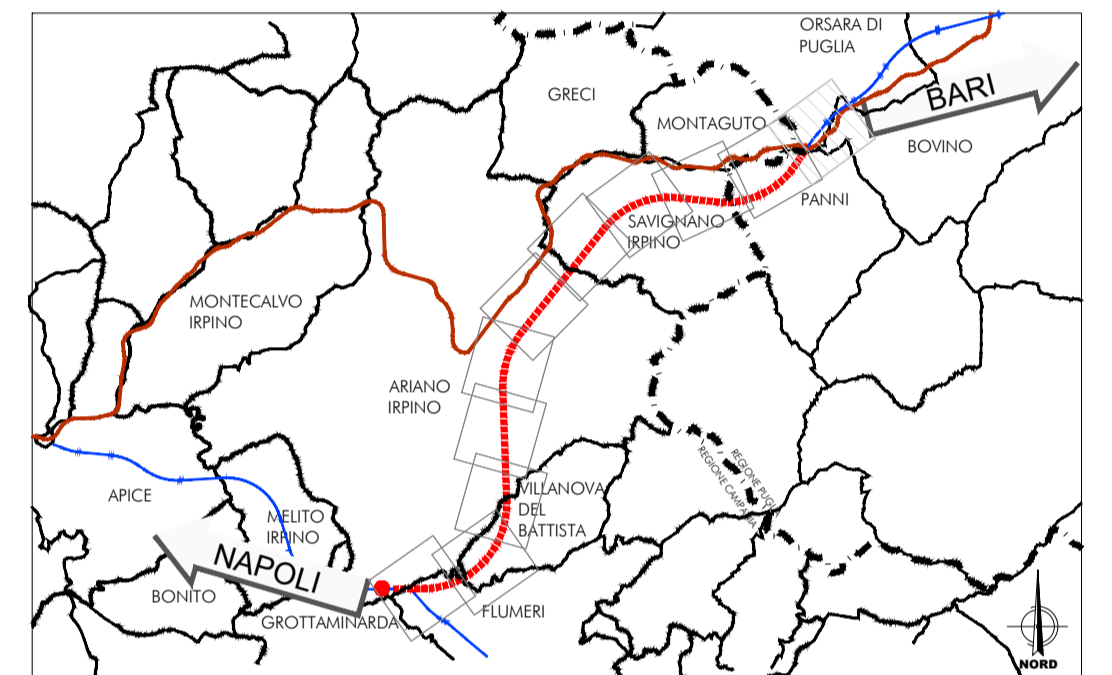 ORSARA DI
PUGLIA
GRECI
BARI
MONTAGUTO
BOVINO
PANNI
SAVIGNANO
IRPINO
MONTECALVO
IRPINO
ARIANO
IRPINO
REGIONE PUGLIA
REGIONE CAMPANIA
APICE
VILLANOVA
DEL
BATTISTA
MELITO
IRPINO
NAPOLI
BONITO
GROTTAMINARDA
FLUMERI
NORD